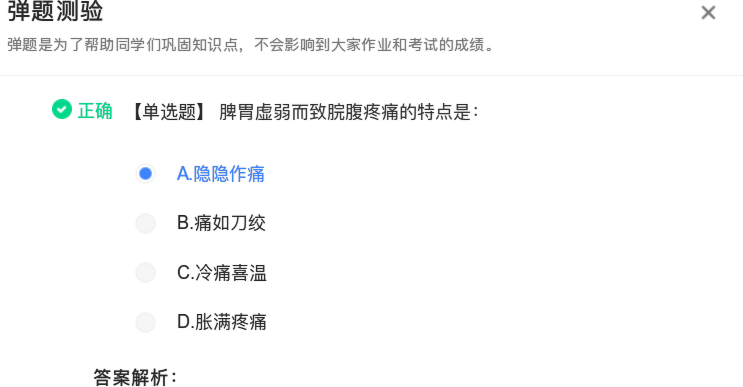 弹题测验
弹题是为了帮助同学们巩固知识点，不会影响到大家作业和考试的成绩。
正确 【单选题】 脾胃虚弱而致脘腹疼痛的特点是：
A.隐隐作痛
B.痛如刀绞
C.冷痛喜温
D.胀满疼痛
答案解析：